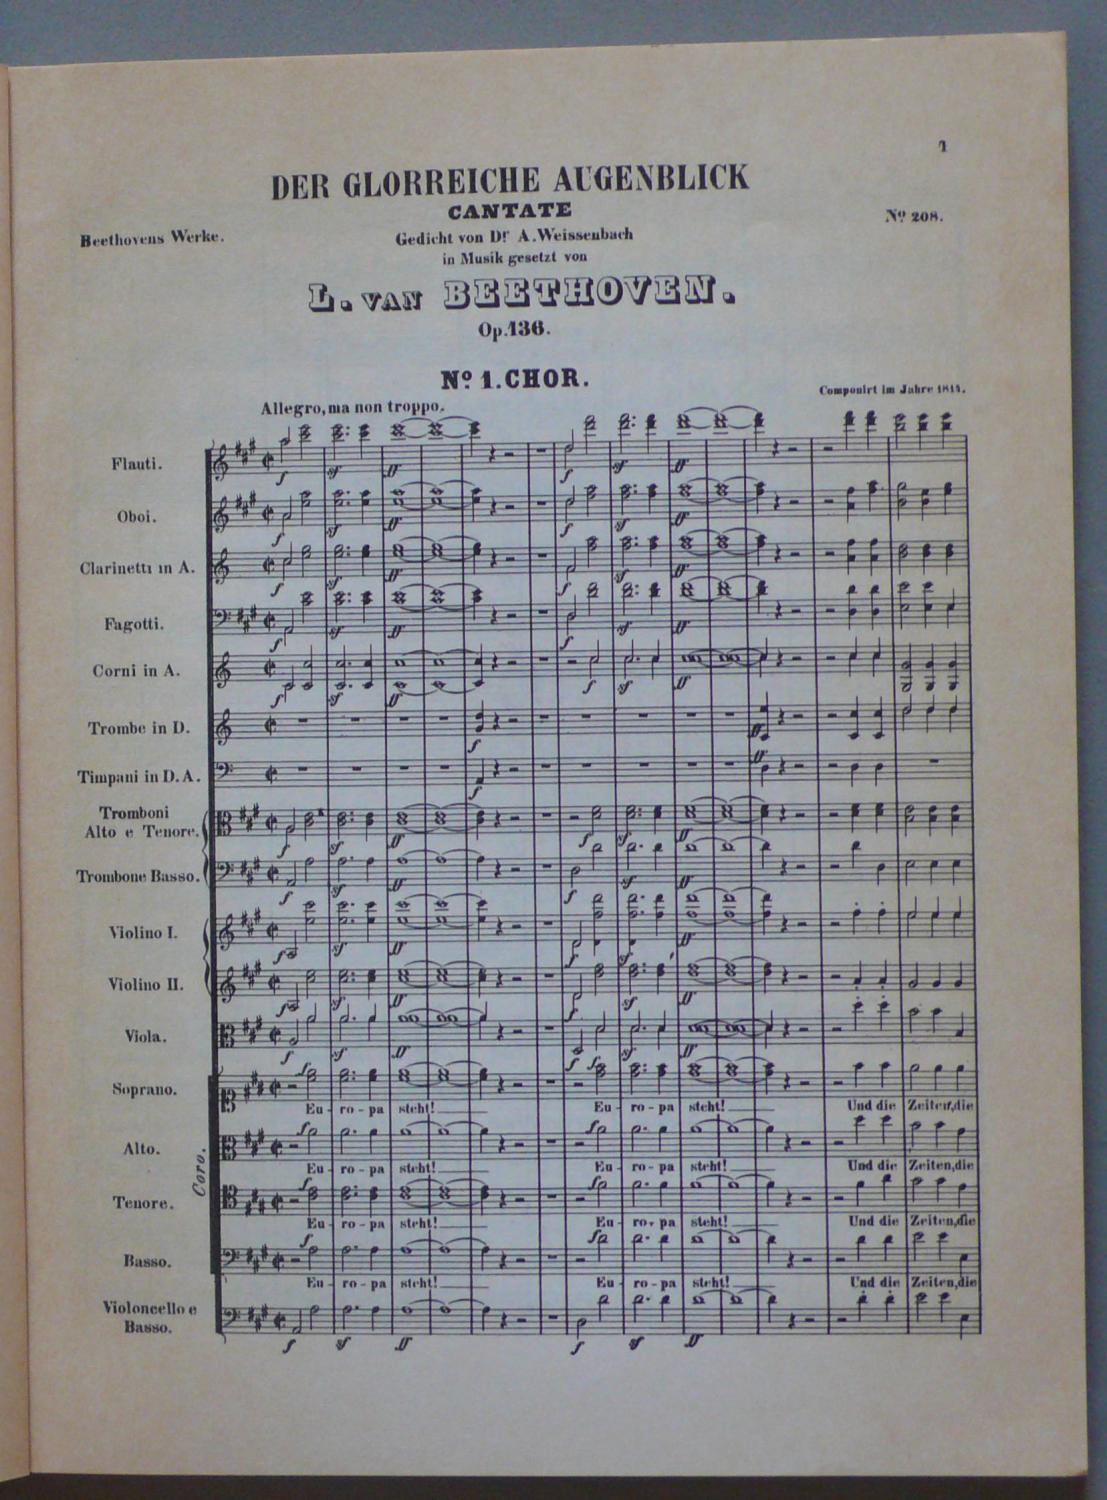 1
DER GLORREICHE AUGENBLICK
CANTATE
Nº 208.
Beethovens Werke.
Gedicht von Dr A. Weissenbach
in Musik gesetzt von
L. VAN BEETHOVEN.
Op. 136.
Nº 1. CHOR.
Componirt im Jahre 1814.
Allegro, ma non troppo.
Flauti.
Oboi.
Clarinetti in A.
Fagotti.
Corni in A.
Trombe in D.
Timpani in D.A.
Tromboni
Alto e Tenore.
Trombone Basso.
Violino I.
Violino II.
Viola.
Soprano.
Eu - ro - pa steht! Eu - ro - pa steht! Und die Zeiten, die
Alto.
Eu - ro - pa steht! Eu - ro - pa steht! Und die Zeiten, die
Coro.
Tenore.
Eu - ro - pa steht! Eu - ro - pa steht! Und die Zeiten, die
Basso.
Eu - ro - pa steht! Eu - ro - pa steht! Und die Zeiten, die
Violoncello e
Basso.